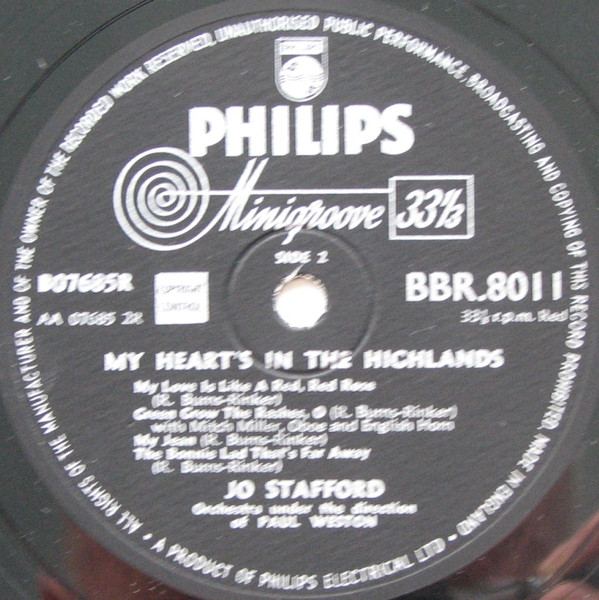 ALL RIGHTS OF THE MANUFACTURER AND OF THE OWNER OF THE RECORDED WORK RESERVED. UNAUTHORISED PUBLIC PERFORMANCE, BROADCASTING AND COPYING OF THIS RECORD PROHIBITED. MADE IN ENGLAND
PHILIPS
PHILIPS
Minigroove 33⅓
SIDE 2
B07685R
BBR.8011
COPYRIGHT CONTROL
AA 07685 2R
33⅓ r.p.m. Red
MY HEART'S IN THE HIGHLANDS
My Love Is Like A Red, Red Rose
(R. Burns-Rinker)
Green Grow The Rashes, O (R. Burns-Rinker)
with Mitch Miller, Oboe and English Horn
My Jean (R. Burns-Rinker)
The Bonnie Lad That's Far Away
(R. Burns-Rinker)
JO STAFFORD
Orchestra under the direction
of PAUL WESTON
• A PRODUCT OF PHILIPS ELECTRICAL LTD •